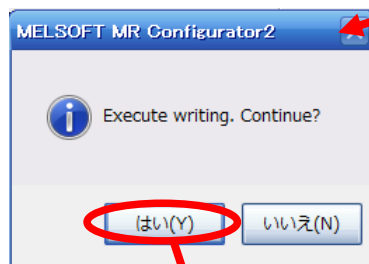 MELSOFT MR Configurator2
Execute writing. Continue?
はい(Y)
いいえ(N)